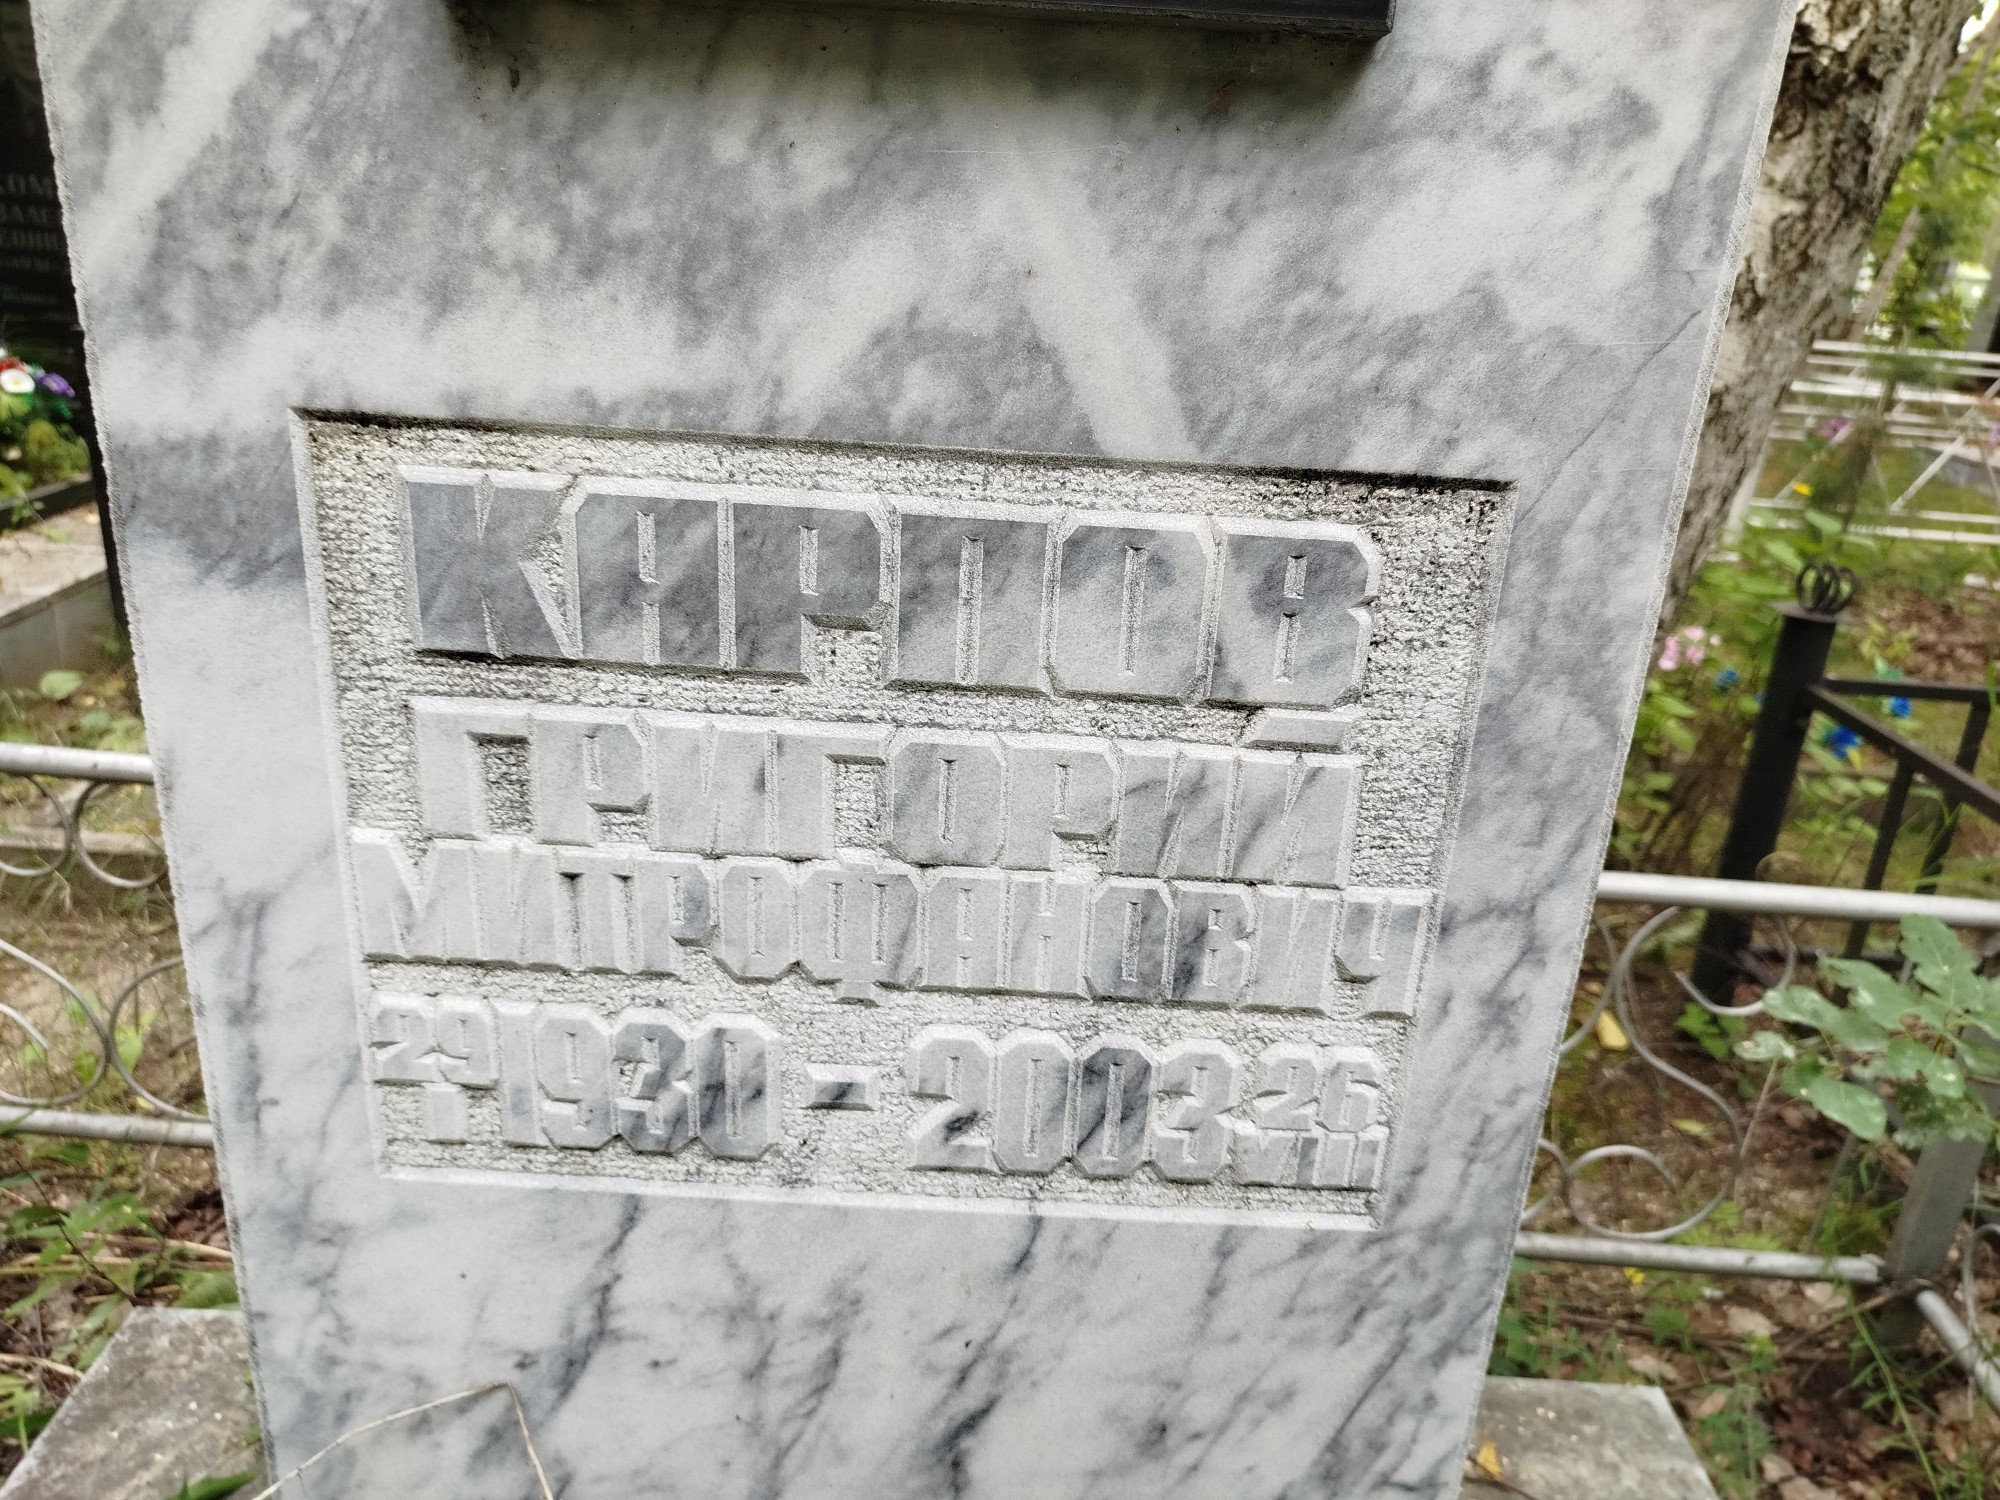 КАРПОВ
ГРИГОРИЙ
МИТРОФАНОВИЧ
29 I 1930 - 2003 26 VIII